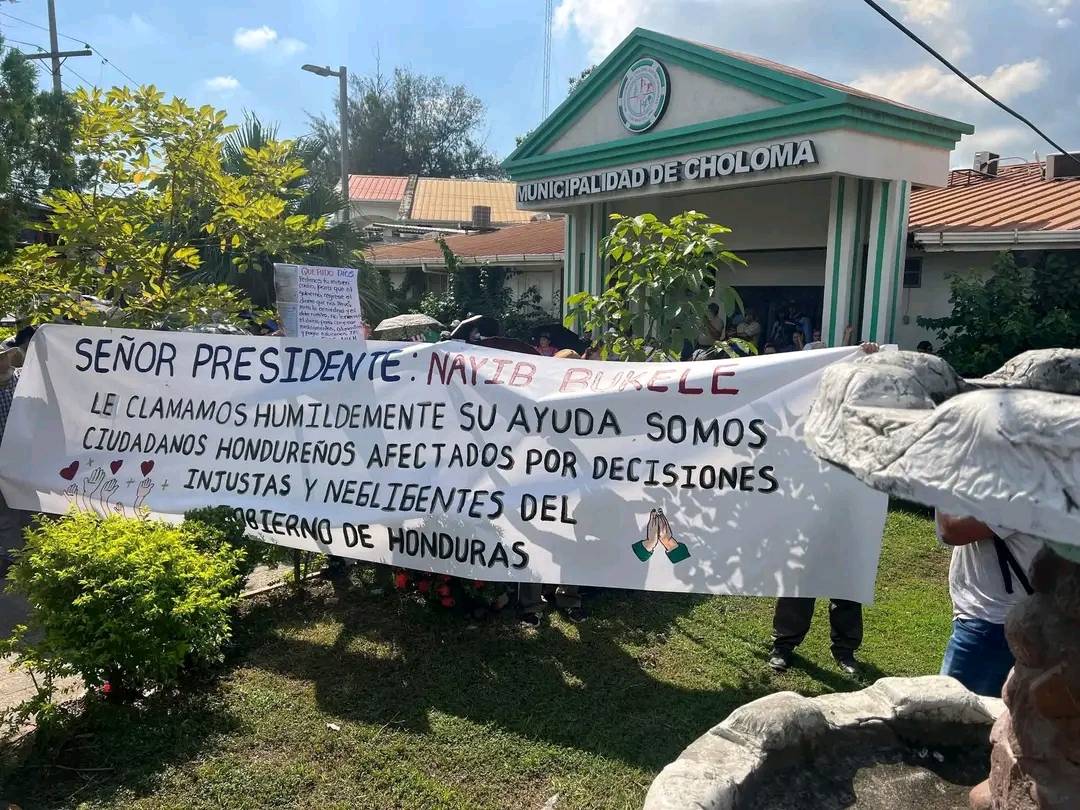 MUNICIPALIDAD DE CHOLOMA
QUERIDO DIOS
SEÑOR PRESIDENTE: NAYIB BUKELE
LE CLAMAMOS HUMILDEMENTE SU AYUDA SOMOS
CIUDADANOS HONDUREÑOS AFECTADOS POR DECISIONES
INJUSTAS Y NEGLIGENTES DEL
GOBIERNO DE HONDURAS